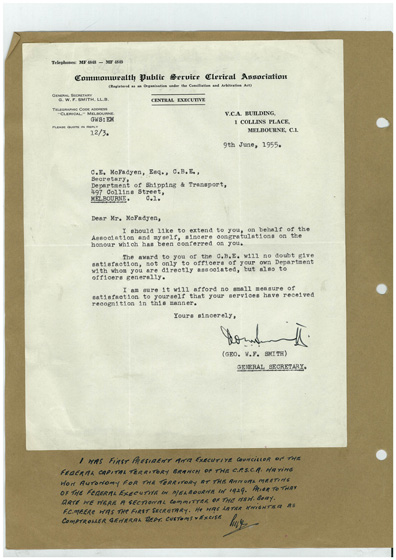 Telephones: MF 4648 — MF 4649
Commonwealth Public Service Clerical Association
(Registered as an Organisation under the Conciliation and Arbitration Act)
GENERAL SECRETARY
G. W. F. SMITH, LL.B.
CENTRAL EXECUTIVE
TELEGRAPHIC CODE ADDRESS
"CLERICAL," MELBOURNE
GWS:EM
PLEASE QUOTE IN REPLY
12/3.
V.C.A. BUILDING,
1 COLLINS PLACE,
MELBOURNE, C.1
9th June, 1955.
C.E. McFadyen, Esq., C.B.E.,
Secretary,
Department of Shipping & Transport,
497 Collins Street,
MELBOURNE. C.1.
Dear Mr. McFadyen,
I should like to extend to you, on behalf of the
Association and myself, sincere congratulations on the
honour which has been conferred on you.
The award to you of the C.B.E. will no doubt give
satisfaction, not only to officers of your own Department
with whom you are directly associated, but also to
officers generally.
I am sure it will afford no small measure of
satisfaction to yourself that your services have received
recognition in this manner.
Yours sincerely,
(GEO. W.F. SMITH)
GENERAL SECRETARY.
I WAS FIRST PRESIDENT AND EXECUTIVE COUNCILLOR OF THE
FEDERAL CAPITAL TERRITORY BRANCH OF THE C.P.S.C.A. HAVING
WON AUTONOMY FOR THE TERRITORY AT THE ANNUAL MEETING
OF THE FEDERAL EXECUTIVE IN MELBOURNE IN 1929. PRIOR TO THAT
DATE WE WERE A SECTIONAL COMMITTEE OF THE
WAS THE FIRST SECRETARY. HE WAS LATER KNIGHTED AS
COMPTROLLER GENERAL DEPT. CUSTOMS & EXCISE